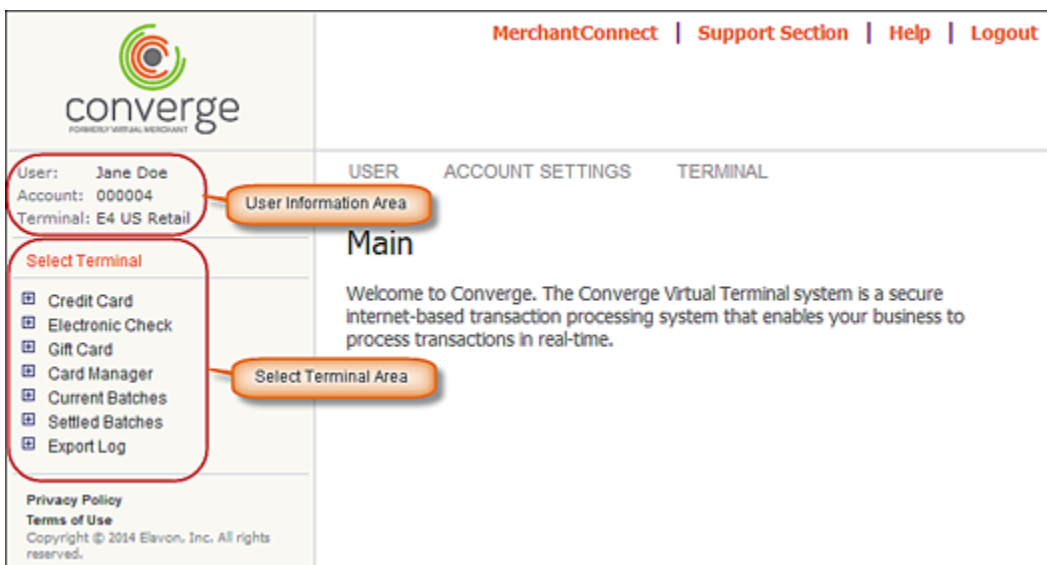 MerchantConnect | Support Section | Help | Logout
converge
FORMERLY VIRTUAL MERCHANT
User: Jane Doe
Account: 000004
Terminal: E4 US Retail
User Information Area
Select Terminal
Credit Card
Electronic Check
Gift Card
Card Manager
Current Batches
Settled Batches
Export Log
Select Terminal Area
Privacy Policy
Terms of Use
Copyright © 2014 Elavon, Inc. All rights
reserved.
USER ACCOUNT SETTINGS TERMINAL
Main
Welcome to Converge. The Converge Virtual Terminal system is a secure
internet-based transaction processing system that enables your business to
process transactions in real-time.